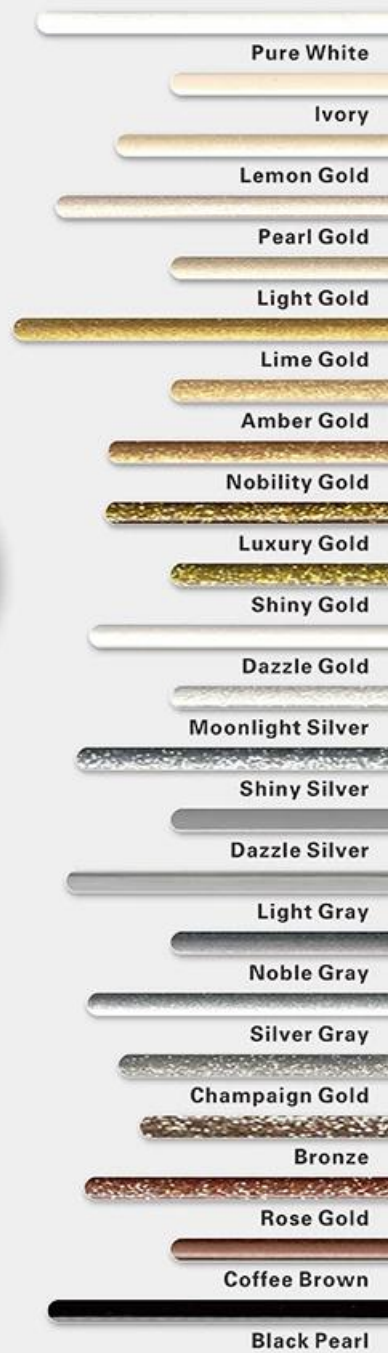 Pure White
Ivory
Lemon Gold
Pearl Gold
Light Gold
Lime Gold
Amber Gold
Nobility Gold
Luxury Gold
Shiny Gold
Dazzle Gold
Moonlight Silver
Shiny Silver
Dazzle Silver
Light Gray
Noble Gray
Silver Gray
Champaign Gold
Bronze
Rose Gold
Coffee Brown
Black Pearl